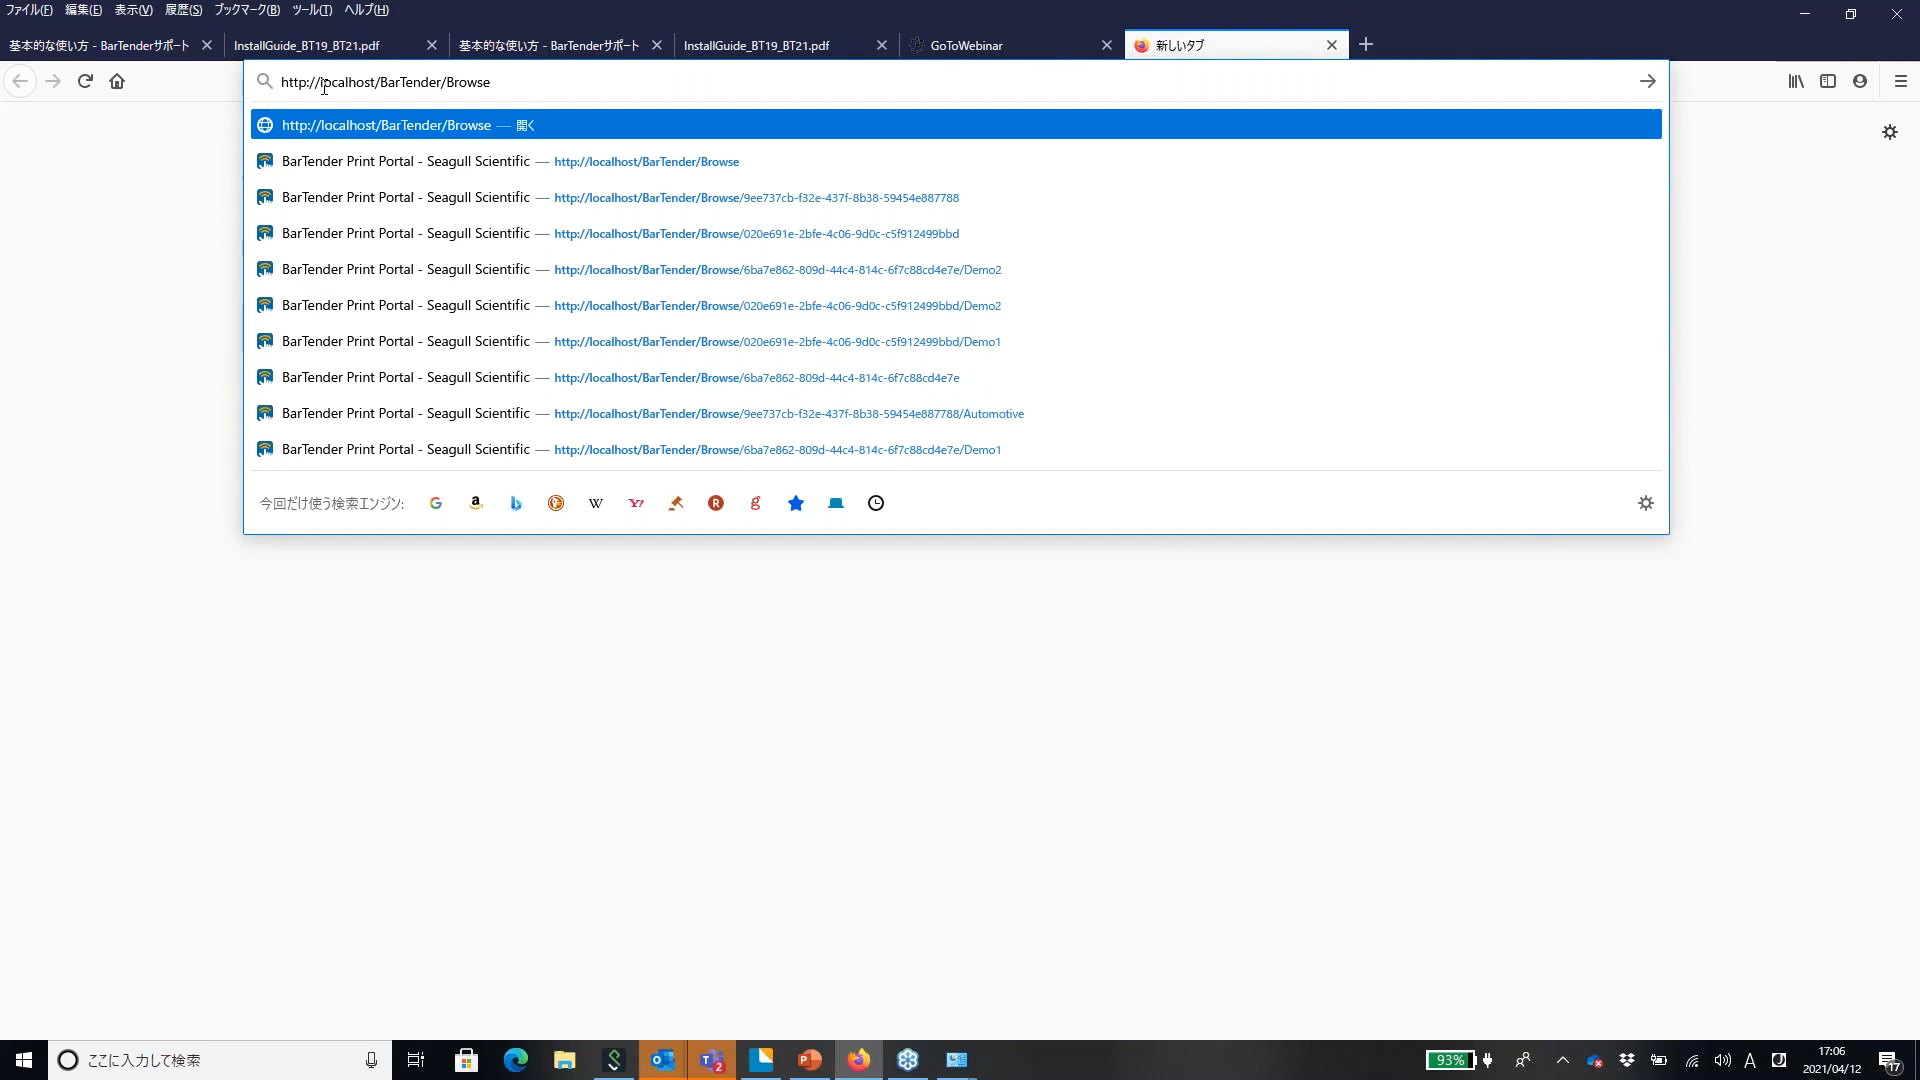 ファイル(F) 編集(E) 表示(V) 履歴(S) ブックマーク(B) ツール(T) ヘルプ(H)
基本的な使い方 - BarTenderサポート InstallGuide_BT19_BT21.pdf 基本的な使い方 - BarTenderサポート InstallGuide_BT19_BT21.pdf GoToWebinar 新しいタブ
http://localhost/BarTender/Browse
http://localhost/BarTender/Browse — 開く
BarTender Print Portal - Seagull Scientific — http://localhost/BarTender/Browse
BarTender Print Portal - Seagull Scientific — http://localhost/BarTender/Browse/9ee737cb-f32e-437f-8b38-59454e887788
BarTender Print Portal - Seagull Scientific — http://localhost/BarTender/Browse/020e691e-2bfe-4c06-9d0c-c5f912499bbd
BarTender Print Portal - Seagull Scientific — http://localhost/BarTender/Browse/6ba7e862-809d-44c4-814c-6f7c88cd4e7e/Demo2
BarTender Print Portal - Seagull Scientific — http://localhost/BarTender/Browse/020e691e-2bfe-4c06-9d0c-c5f912499bbd/Demo2
BarTender Print Portal - Seagull Scientific — http://localhost/BarTender/Browse/020e691e-2bfe-4c06-9d0c-c5f912499bbd/Demo1
BarTender Print Portal - Seagull Scientific — http://localhost/BarTender/Browse/6ba7e862-809d-44c4-814c-6f7c88cd4e7e
BarTender Print Portal - Seagull Scientific — http://localhost/BarTender/Browse/9ee737cb-f32e-437f-8b38-59454e887788/Automotive
BarTender Print Portal - Seagull Scientific — http://localhost/BarTender/Browse/6ba7e862-809d-44c4-814c-6f7c88cd4e7e/Demo1
今回だけ使う検索エンジン:
ここに入力して検索 93% A 17:06
2021/04/12 17